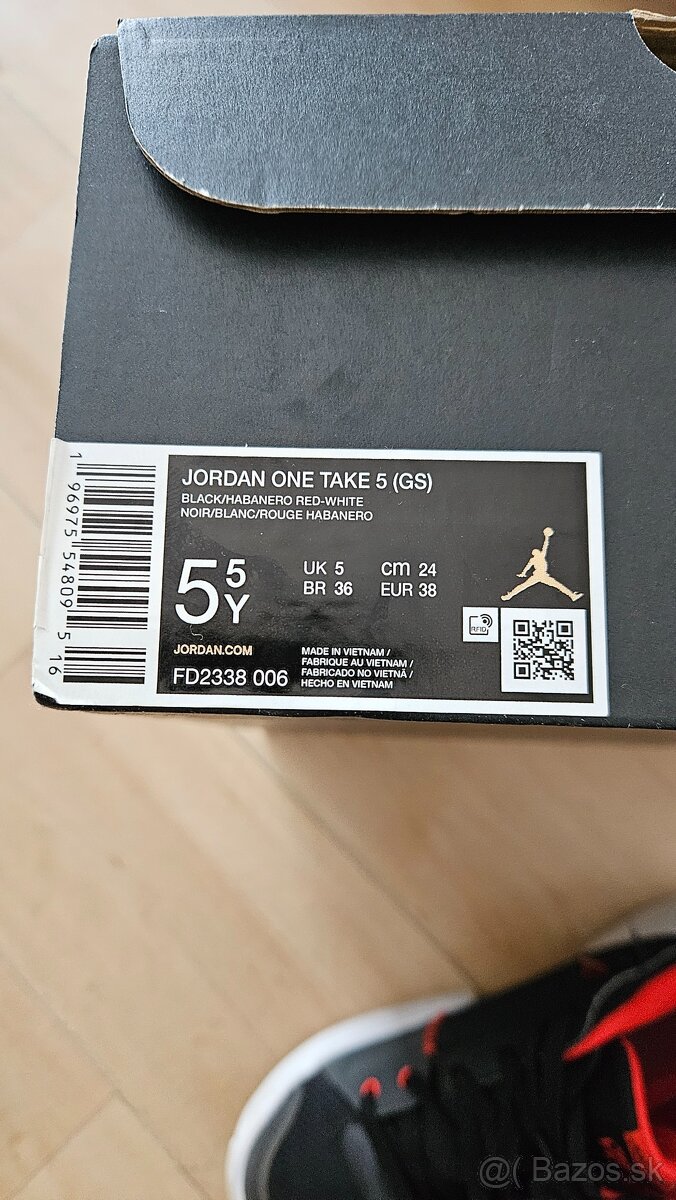 JORDAN ONE TAKE 5 (GS)
BLACK/HABANERO RED-WHITE
NOIR/BLANC/ROUGE HABANERO
5 5Y
UK 5 cm 24
BR 36 EUR 38
RFID
JORDAN.COM
FD2338 006
MADE IN VIETNAM /
FABRIQUE AU VIETNAM /
FABRICADO NO VIETNÃ /
HECHO EN VIETNAM
1 96975 54809 5 16
@( Bazos.sk